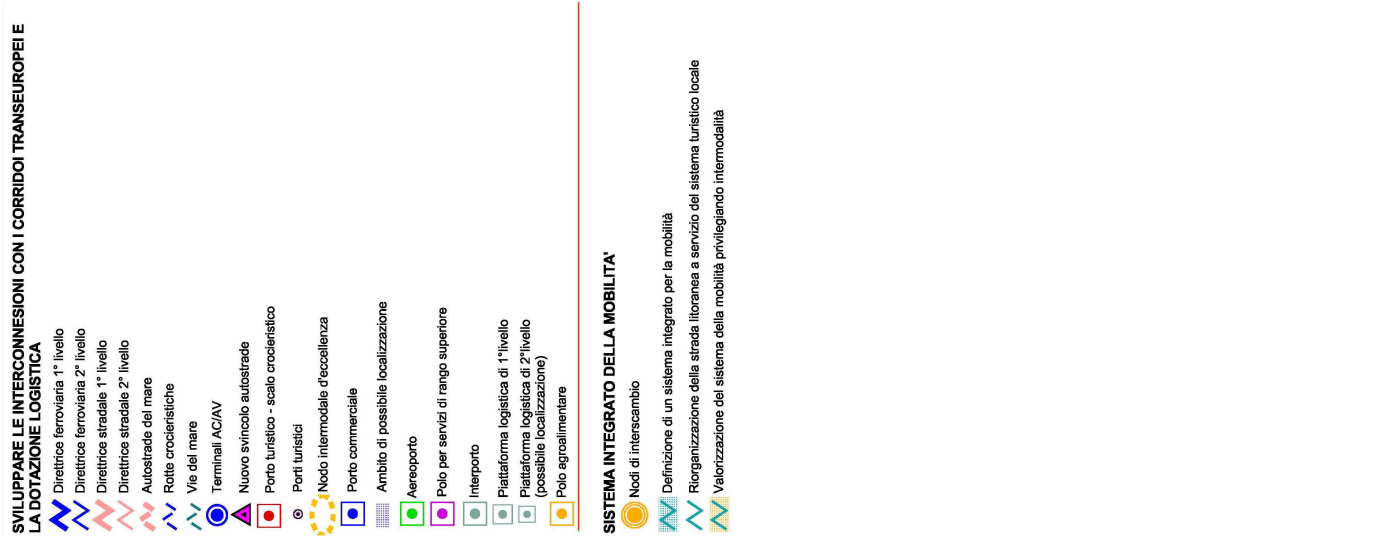 SVILUPPARE LE INTERCONNESIONI CON I CORRIDOI TRANSEUROPEI E
LA DOTAZIONE LOGISTICA
Direttrice ferroviaria 1° livello
Direttrice ferroviaria 2° livello
Direttrice stradale 1° livello
Direttrice stradale 2° livello
Autostrade del mare
Rotte crocieristiche
Vie del mare
Terminali AC/AV
Nuovo svincolo autostrade
Porto turistico - scalo crocieristico
Porti turistici
Nodo intermodale d'eccellenza
Porto commerciale
Ambito di possibile localizzazione
Aereoporto
Polo per servizi di rango superiore
Interporto
Piattaforma logistica di 1°livello
Piattaforma logistica di 2°livello
(possibile localizzazione)
Polo agroalimentare
SISTEMA INTEGRATO DELLA MOBILITA'
Nodi di interscambio
Definizione di un sistema integrato per la mobilità
Riorganizzazione della strada litoranea a servizio del sistema turistico locale
Valorizzazione del sistema della mobilità privilegiando intermodalità